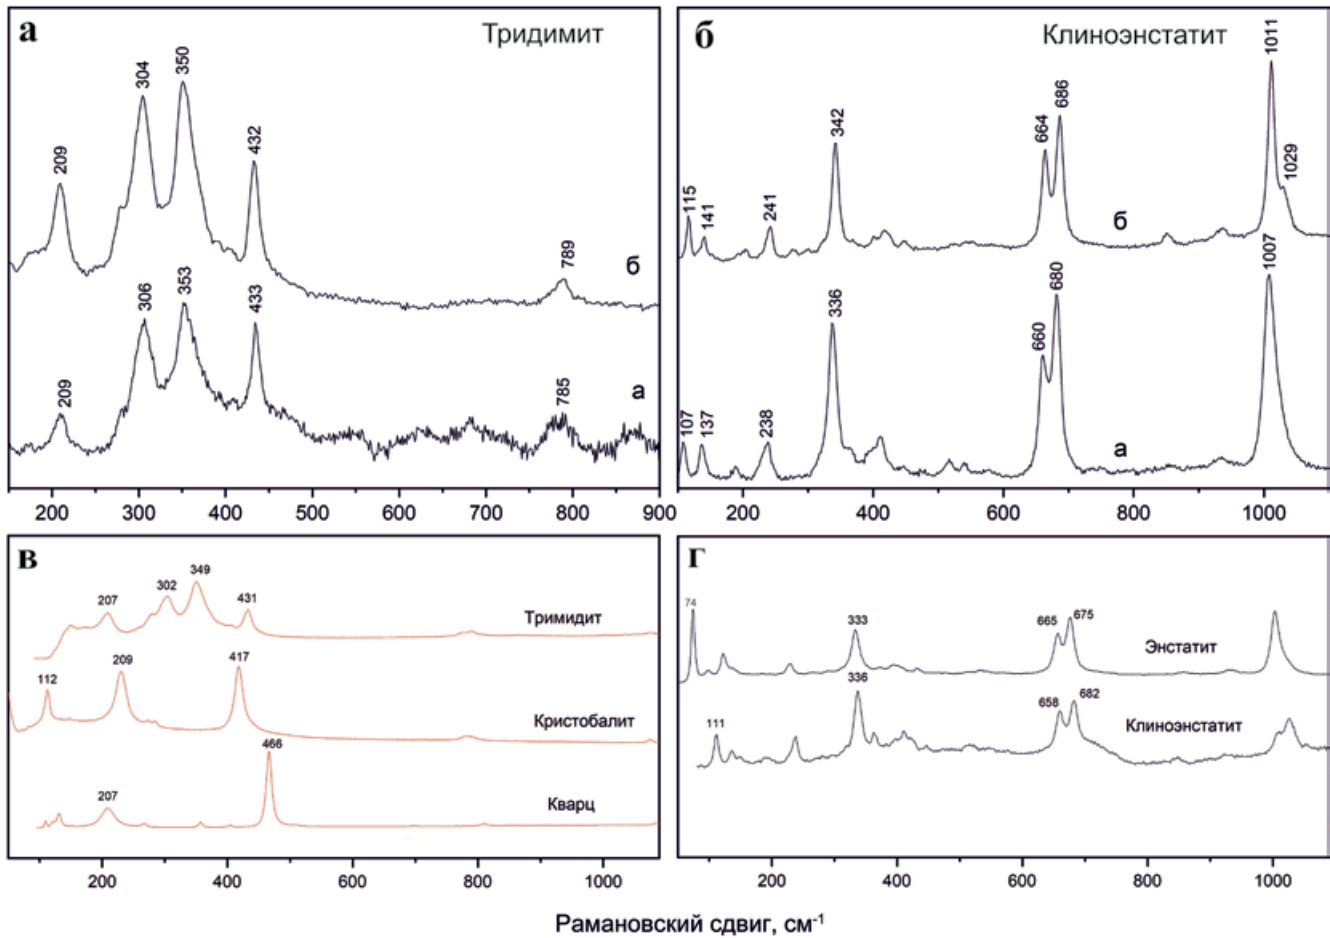 а
Тридимит
209
304
350
432
789
б
209
306
353
433
785
а
200 300 400 500 600 700 800 900
б
Клиноэнстатит
115
141
241
342
664
686
1011
1029
б
107
137
238
336
660
680
1007
а
200 400 600 800 1000
в
207
302
349
431
Тримидит
112
209
417
Кристобалит
207
466
Кварц
200 400 600 800 1000
г
74
333
665
675
Энстатит
111
336
658
682
Клиноэнстатит
200 400 600 800 1000
Рамановский сдвиг, см⁻¹